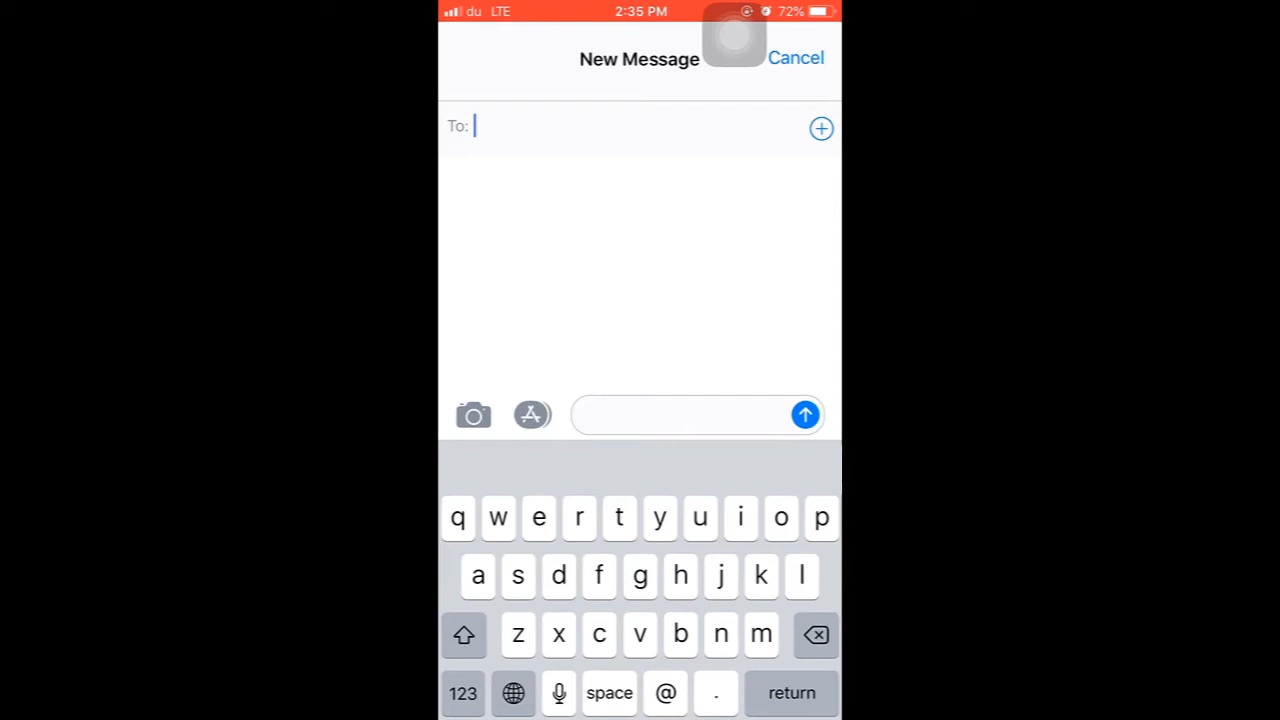 du LTE 2:35 PM 72%
New Message Cancel
To:
q w e r t y u i o p
a s d f g h j k l
z x c v b n m
123 space @ . return